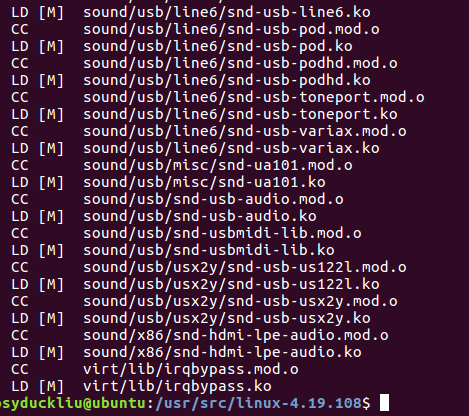 LD [M] sound/usb/line6/snd-usb-line6.ko
CC sound/usb/line6/snd-usb-pod.mod.o
LD [M] sound/usb/line6/snd-usb-pod.ko
CC sound/usb/line6/snd-usb-podhd.mod.o
LD [M] sound/usb/line6/snd-usb-podhd.ko
CC sound/usb/line6/snd-usb-toneport.mod.o
LD [M] sound/usb/line6/snd-usb-toneport.ko
CC sound/usb/line6/snd-usb-variax.mod.o
LD [M] sound/usb/line6/snd-usb-variax.ko
CC sound/usb/misc/snd-ua101.mod.o
LD [M] sound/usb/misc/snd-ua101.ko
CC sound/usb/snd-usb-audio.mod.o
LD [M] sound/usb/snd-usb-audio.ko
CC sound/usb/snd-usbmidi-lib.mod.o
LD [M] sound/usb/snd-usbmidi-lib.ko
CC sound/usb/usx2y/snd-usb-us122l.mod.o
LD [M] sound/usb/usx2y/snd-usb-us122l.ko
CC sound/usb/usx2y/snd-usb-usx2y.mod.o
LD [M] sound/usb/usx2y/snd-usb-usx2y.ko
CC sound/x86/snd-hdmi-lpe-audio.mod.o
LD [M] sound/x86/snd-hdmi-lpe-audio.ko
CC virt/lib/irqbypass.mod.o
LD [M] virt/lib/irqbypass.ko
osyduckliu@ubuntu:/usr/src/linux-4.19.108$